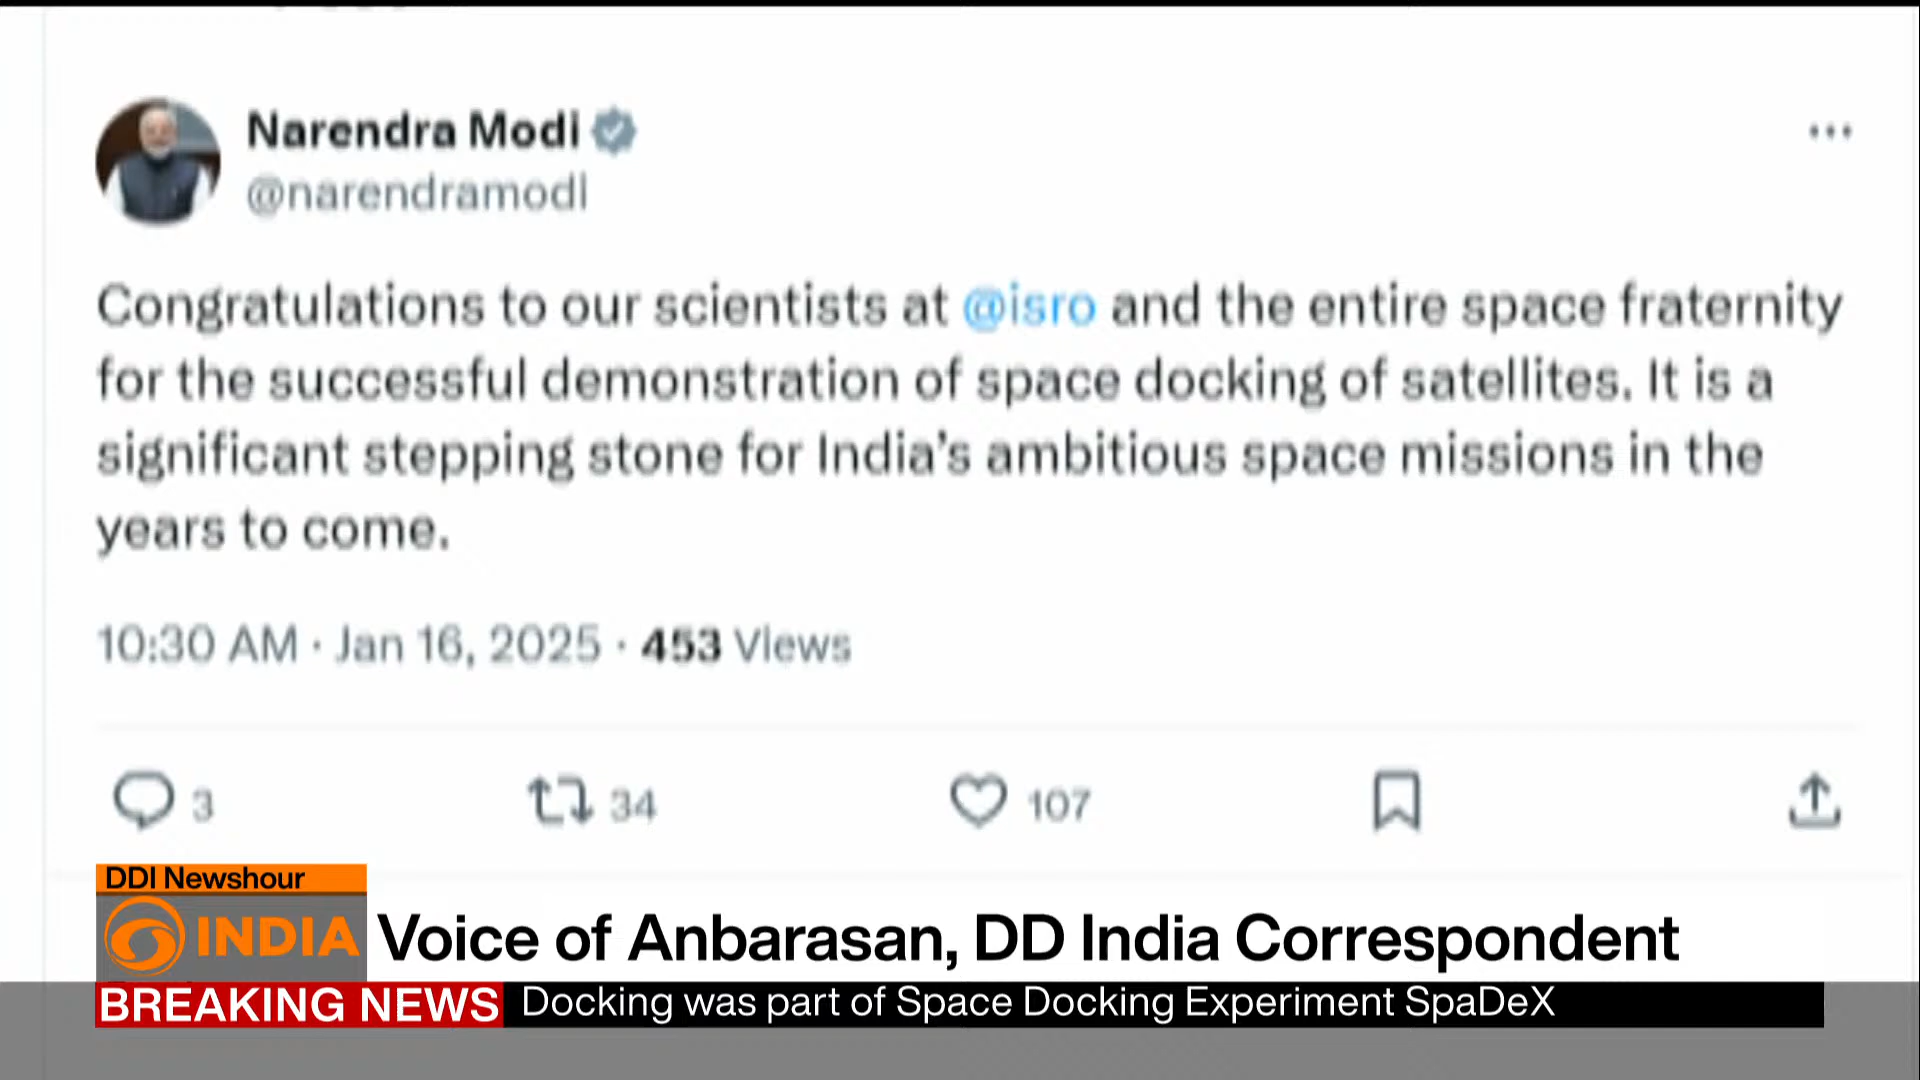 Narendra Modi
@narendramodi
Congratulations to our scientists at @isro and the entire space fraternity
for the successful demonstration of space docking of satellites. It is a
significant stepping stone for India's ambitious space missions in the
years to come.
10:30 AM · Jan 16, 2025 · 453 Views
3 34 107
DDI Newshour
INDIA
Voice of Anbarasan, DD India Correspondent
BREAKING NEWS Docking was part of Space Docking Experiment SpaDeX